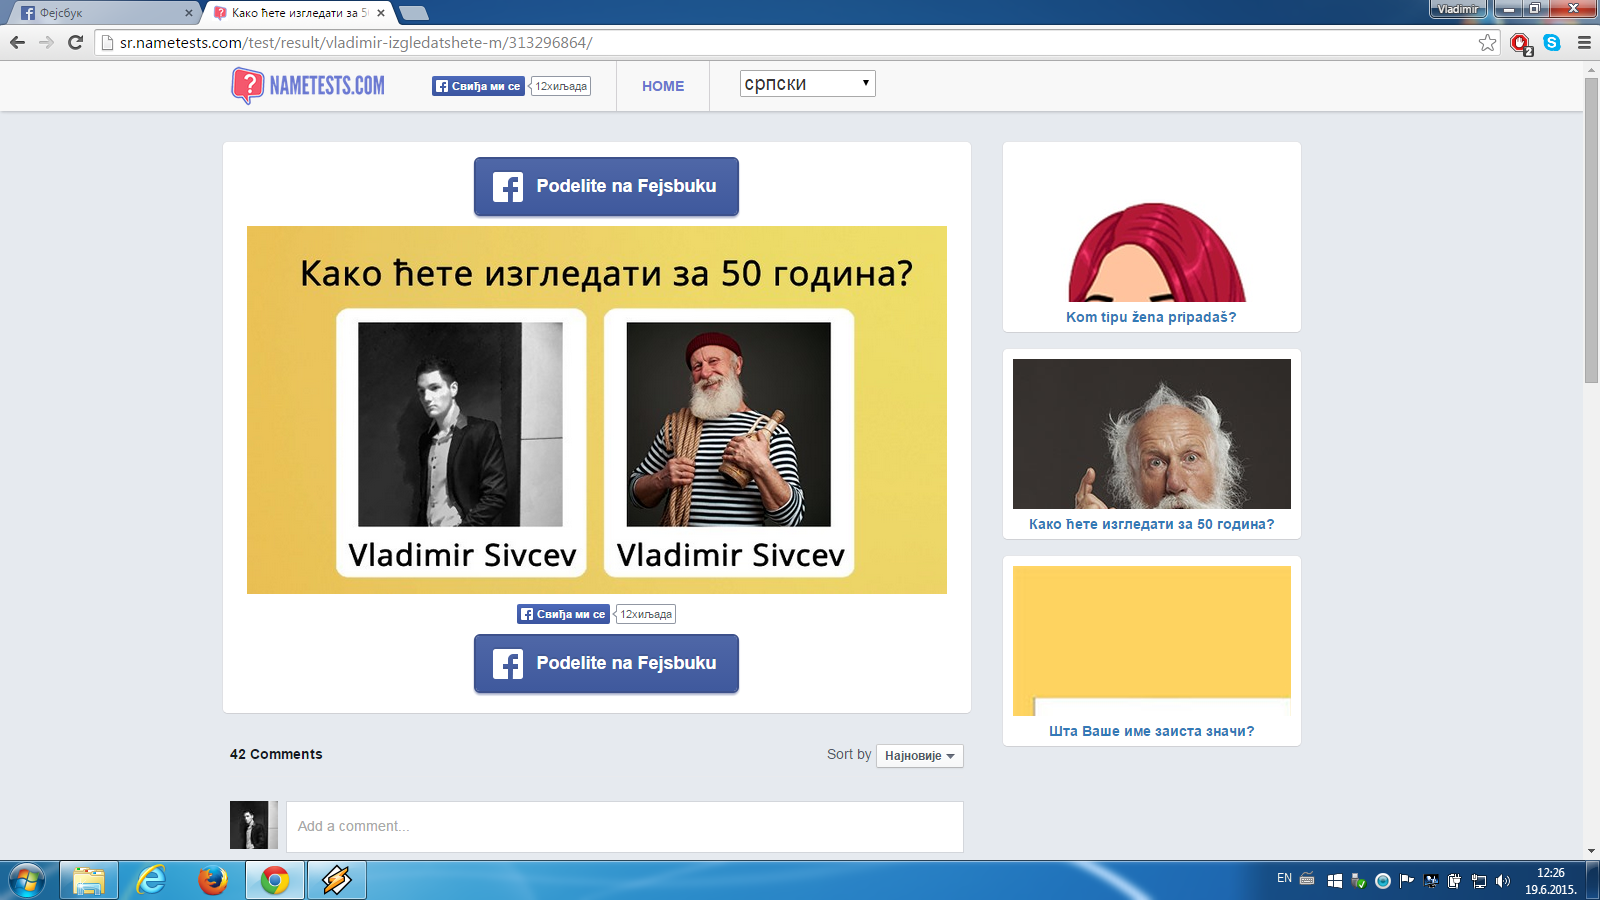 Фејсбук
Како ћете изгледати за 5
Vladimir
sr.nametests.com/test/result/vladimir-izgledatshete-m/313296864/
2
?
NAMETESTS.COM
Свиђа ми се
12хиљада
HOME
српски
Podelite na Fejsbuku
Како ћете изгледати за 50 година?
Vladimir Sivcev
Vladimir Sivcev
Свиђа ми се
12хиљада
Podelite na Fejsbuku
Kom tipu žena pripadaš?
Како ћете изгледати за 50 година?
Шта Ваше име заиста значи?
42 Comments
Sort by Најновије
Add a comment...
EN
12:26
19.6.2015.